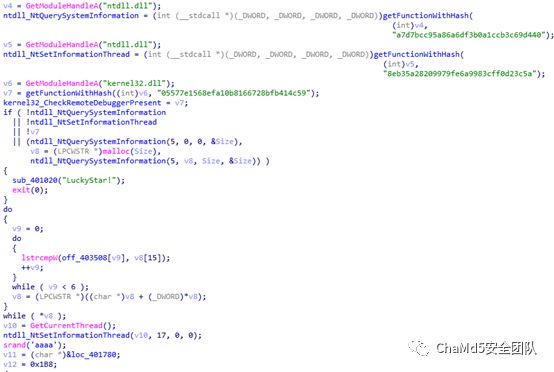 v4 = GetModuleHandleA("ntdll.dll");
ntdll_NtQuerySystemInformation = (int (__stdcall *)(_DWORD, _DWORD, _DWORD, _DWORD))getFunctionWithHash(
(int)v4,
"a7d7bcc95a86a6df3b0a1ccb3c69d440");
v5 = GetModuleHandleA("ntdll.dll");
ntdll_NtSetInformationThread = (int (__stdcall *)(_DWORD, _DWORD, _DWORD, _DWORD))getFunctionWithHash(
(int)v5,
"8eb35a28209979fe6a9983cff0d23c5a");
v6 = GetModuleHandleA("kernel32.dll");
v7 = getFunctionWithHash((int)v6, "05577e1568efa10b8166728bfb414c59");
kernel32_CheckRemoteDebuggerPresent = v7;
if ( !ntdll_NtQuerySystemInformation
|| !ntdll_NtSetInformationThread
|| !v7
|| (ntdll_NtQuerySystemInformation(5, 0, 0, &Size),
v8 = (LPCWSTR *)malloc(Size),
ntdll_NtQuerySystemInformation(5, v8, Size, &Size)) )
{
sub_401020("LuckyStar!");
exit(0);
}
do
{
v9 = 0;
do
{
lstrcmpW(off_403508[v9], v8[15]);
++v9;
}
while ( v9 < 6 );
v8 = (LPCWSTR *)((char *)v8 + (_DWORD)*v8);
}
while ( *v8 );
v10 = GetCurrentThread();
ntdll_NtSetInformationThread(v10, 17, 0, 0);
srand('aaaa');
v11 = (char *)&loc_401780;
v12 = 0x1B8;
ChaMd5安全团队